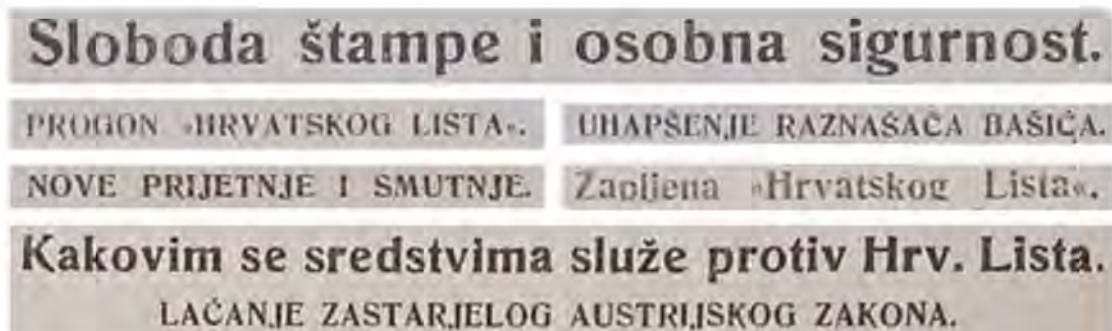 Sloboda štampe i osobna sigurnost.
PROGON »HRVATSKOG LISTA«.
UHAPŠENJE RAZNAŠAČA BAŠIĆA.
NOVE PRIJETNJE I SMUTNJE.
Zapljena »Hrvatskog Lista«.
Kakovim se sredstvima služe protiv Hrv. Lista.
LAĆANJE ZASTARJELOG AUSTRIJSKOG ZAKONA.